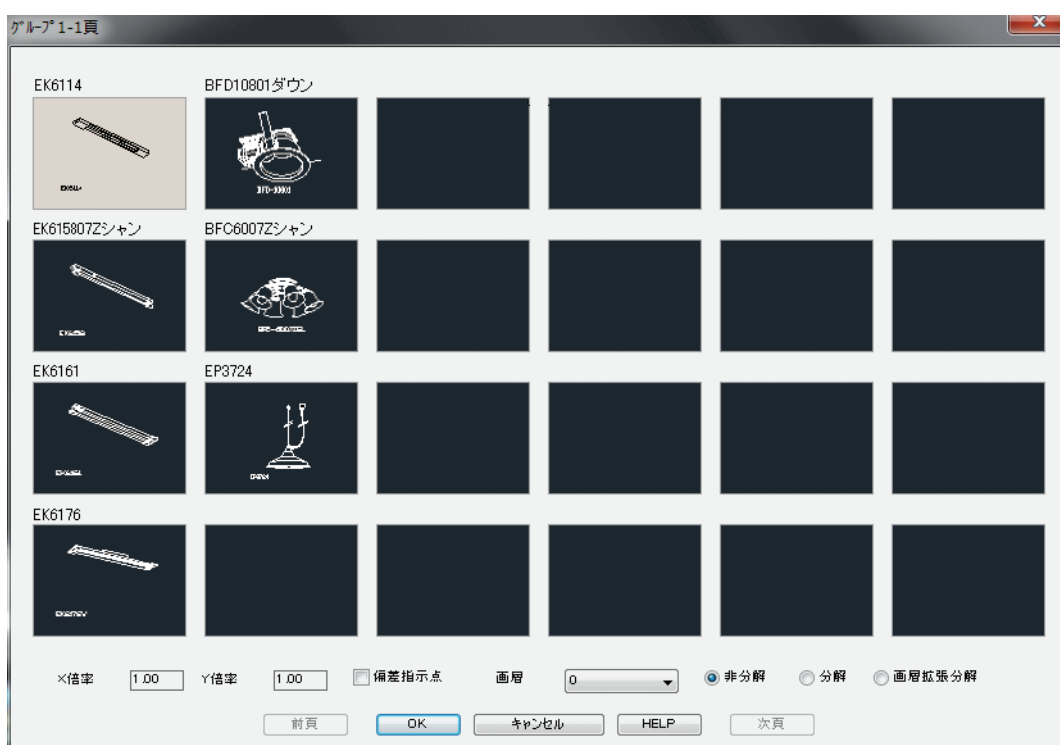 ｸﾞﾙｰﾌﾟ1-1頁
EK6114
BFD10801ダウン
BFD-10801
EK615807Zシャン
BFC6007Zシャン
EK6161
EP3724
EK6176
X倍率 1.00 Y倍率 1.00 偏差指示点 画層 0 非分解 分解 画層拡張分解
前頁 OK キャンセル HELP 次頁